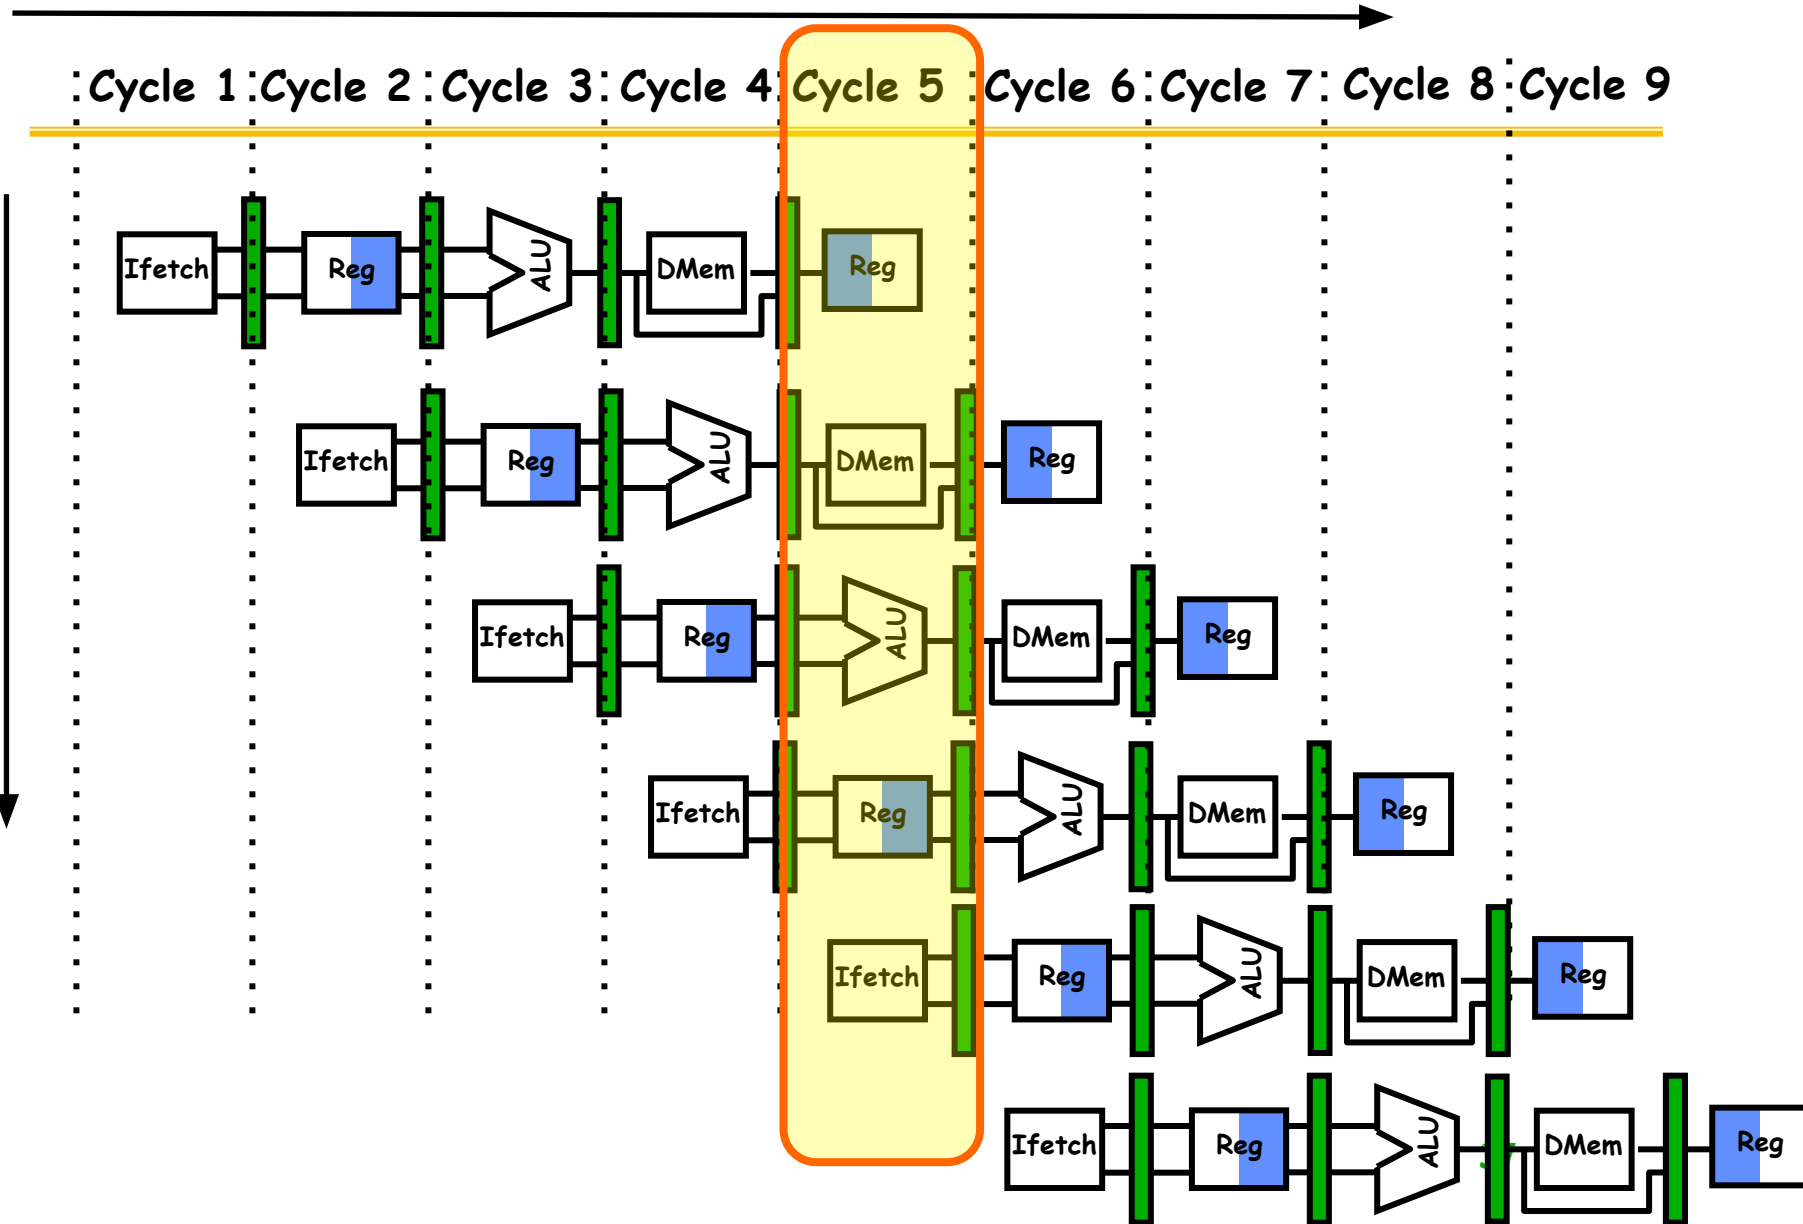 Cycle 1 Cycle 2 Cycle 3 Cycle 4 Cycle 5 Cycle 6 Cycle 7 Cycle 8 Cycle 9
Ifetch Reg ALU DMem Reg
Ifetch Reg ALU DMem Reg
Ifetch Reg ALU DMem Reg
Ifetch Reg ALU DMem Reg
Ifetch Reg ALU DMem Reg
Ifetch Reg ALU DMem Reg